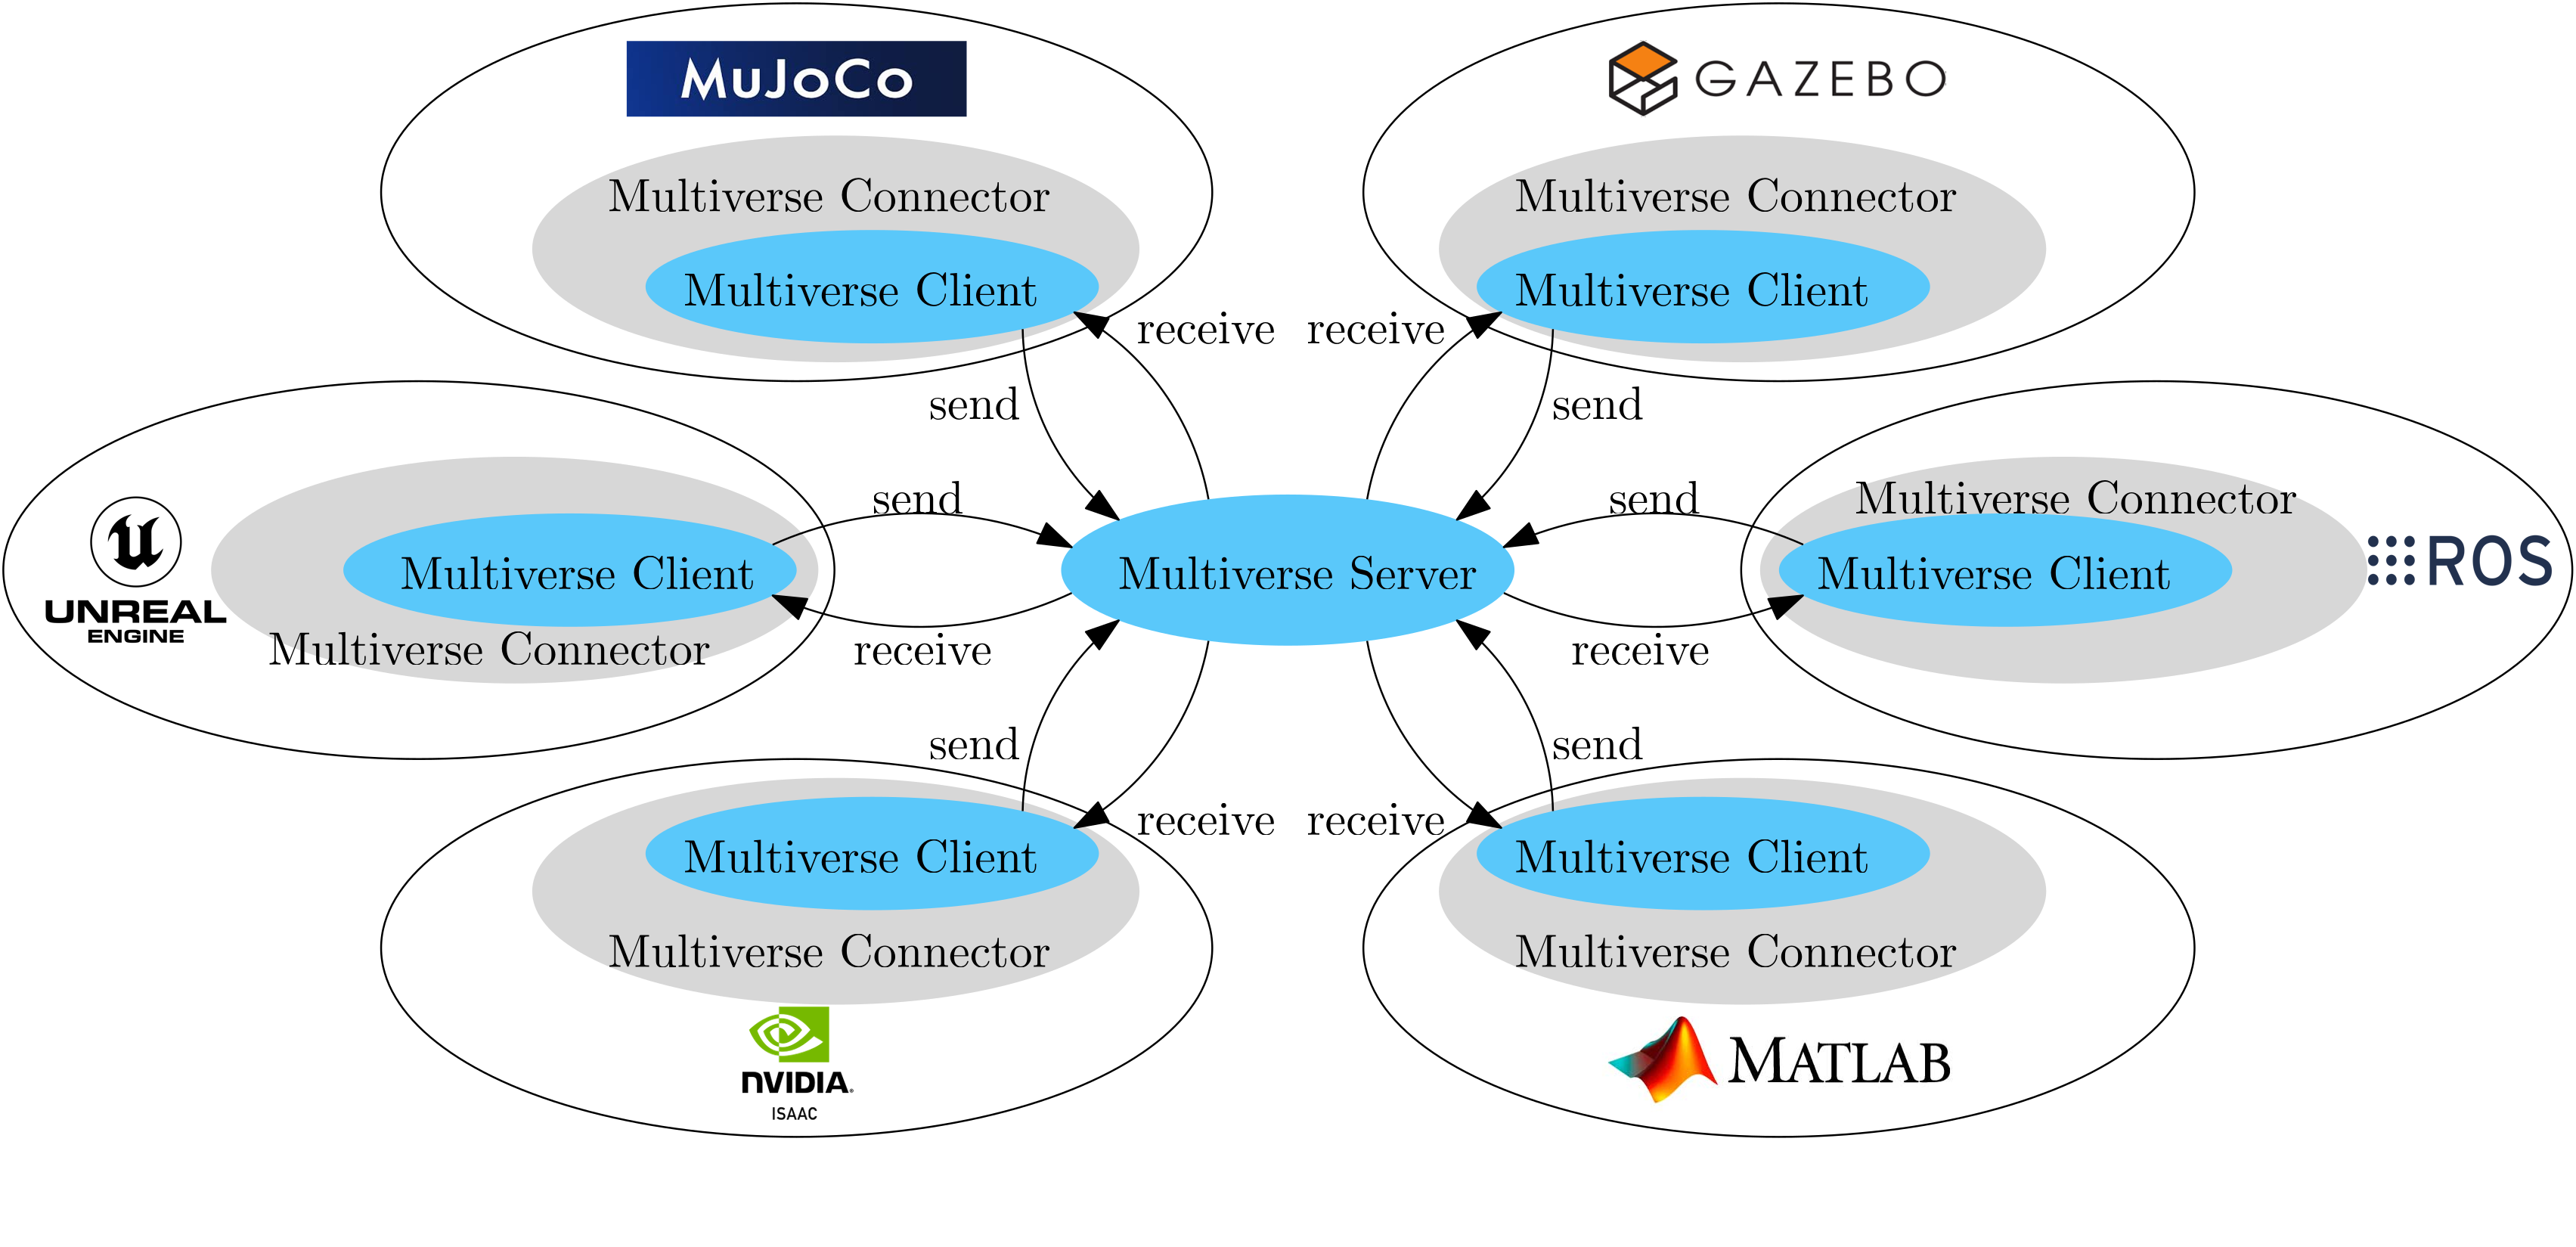 MuJoCo
GAZEBO
Multiverse Connector
Multiverse Connector
Multiverse Client
Multiverse Client
receive
receive
send
send
send
send
Multiverse Connector
UNREAL
ENGINE
Multiverse Client
Multiverse Server
Multiverse Client
ROS
Multiverse Connector
receive
receive
send
send
receive
receive
Multiverse Client
Multiverse Client
Multiverse Connector
Multiverse Connector
NVIDIA
ISAAC
MATLAB